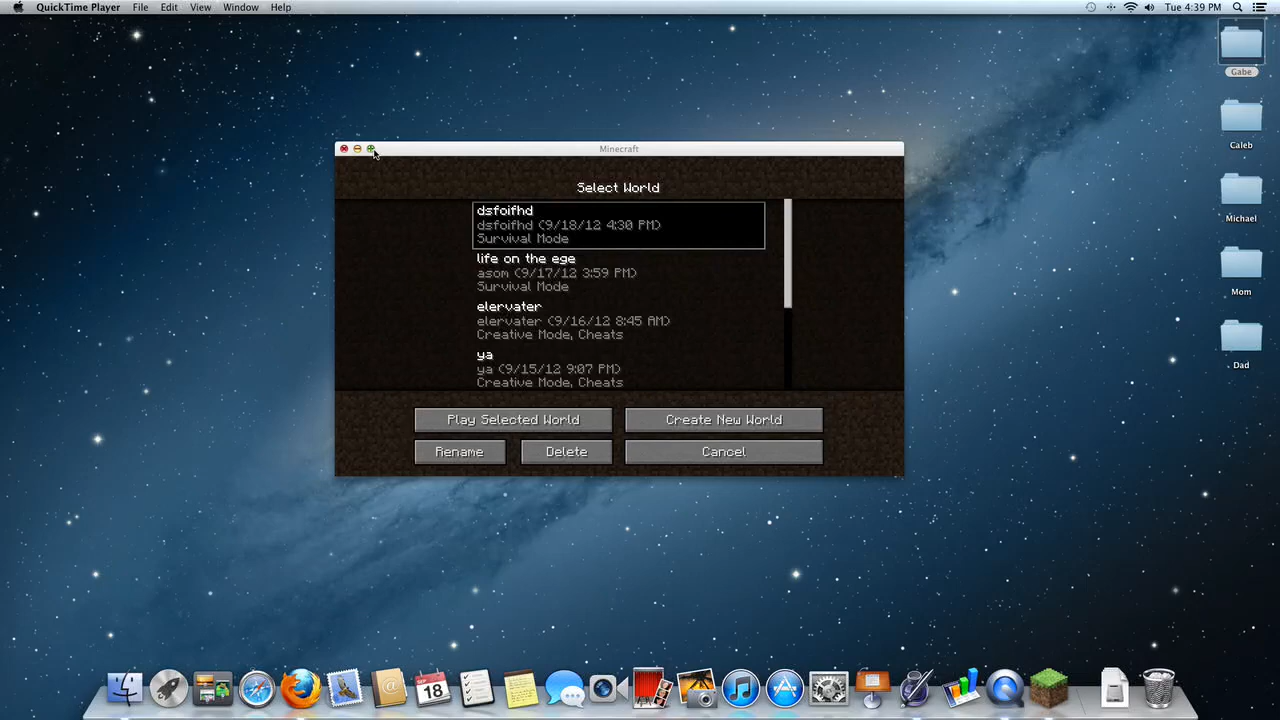 QuickTime Player File Edit View Window Help Tue 4:39 PM
Gabe
Caleb
Michael
Mom
Dad
Minecraft
Select World
dsfoifhd
dsfoifhd (9/18/12 4:30 PM)
Survival Mode
life on the ege
asom (9/17/12 3:59 PM)
Survival Mode
elervater
elervater (9/16/12 8:45 AM)
Creative Mode, Cheats
ya
ya (9/15/12 9:07 PM)
Creative Mode, Cheats
Play Selected World Create New World
Rename Delete Cancel
SEP
18